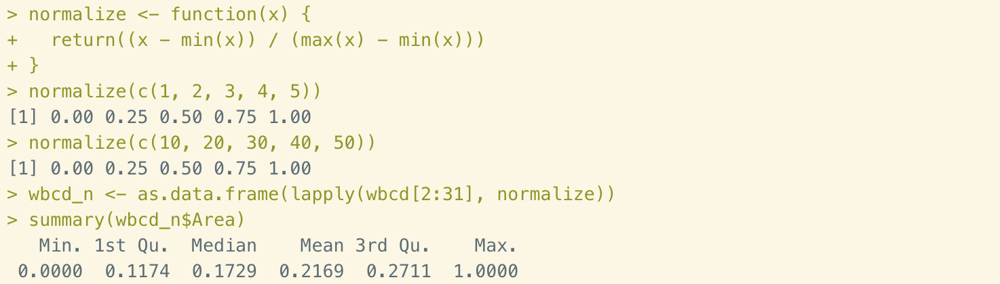 > normalize <- function(x) {
+   return((x - min(x)) / (max(x) - min(x)))
+ }
> normalize(c(1, 2, 3, 4, 5))
[1] 0.00 0.25 0.50 0.75 1.00
> normalize(c(10, 20, 30, 40, 50))
[1] 0.00 0.25 0.50 0.75 1.00
> wbcd_n <- as.data.frame(lapply(wbcd[2:31], normalize))
> summary(wbcd_n$Area)
   Min. 1st Qu.  Median    Mean 3rd Qu.    Max.
 0.0000  0.1174  0.1729  0.2169  0.2711  1.0000